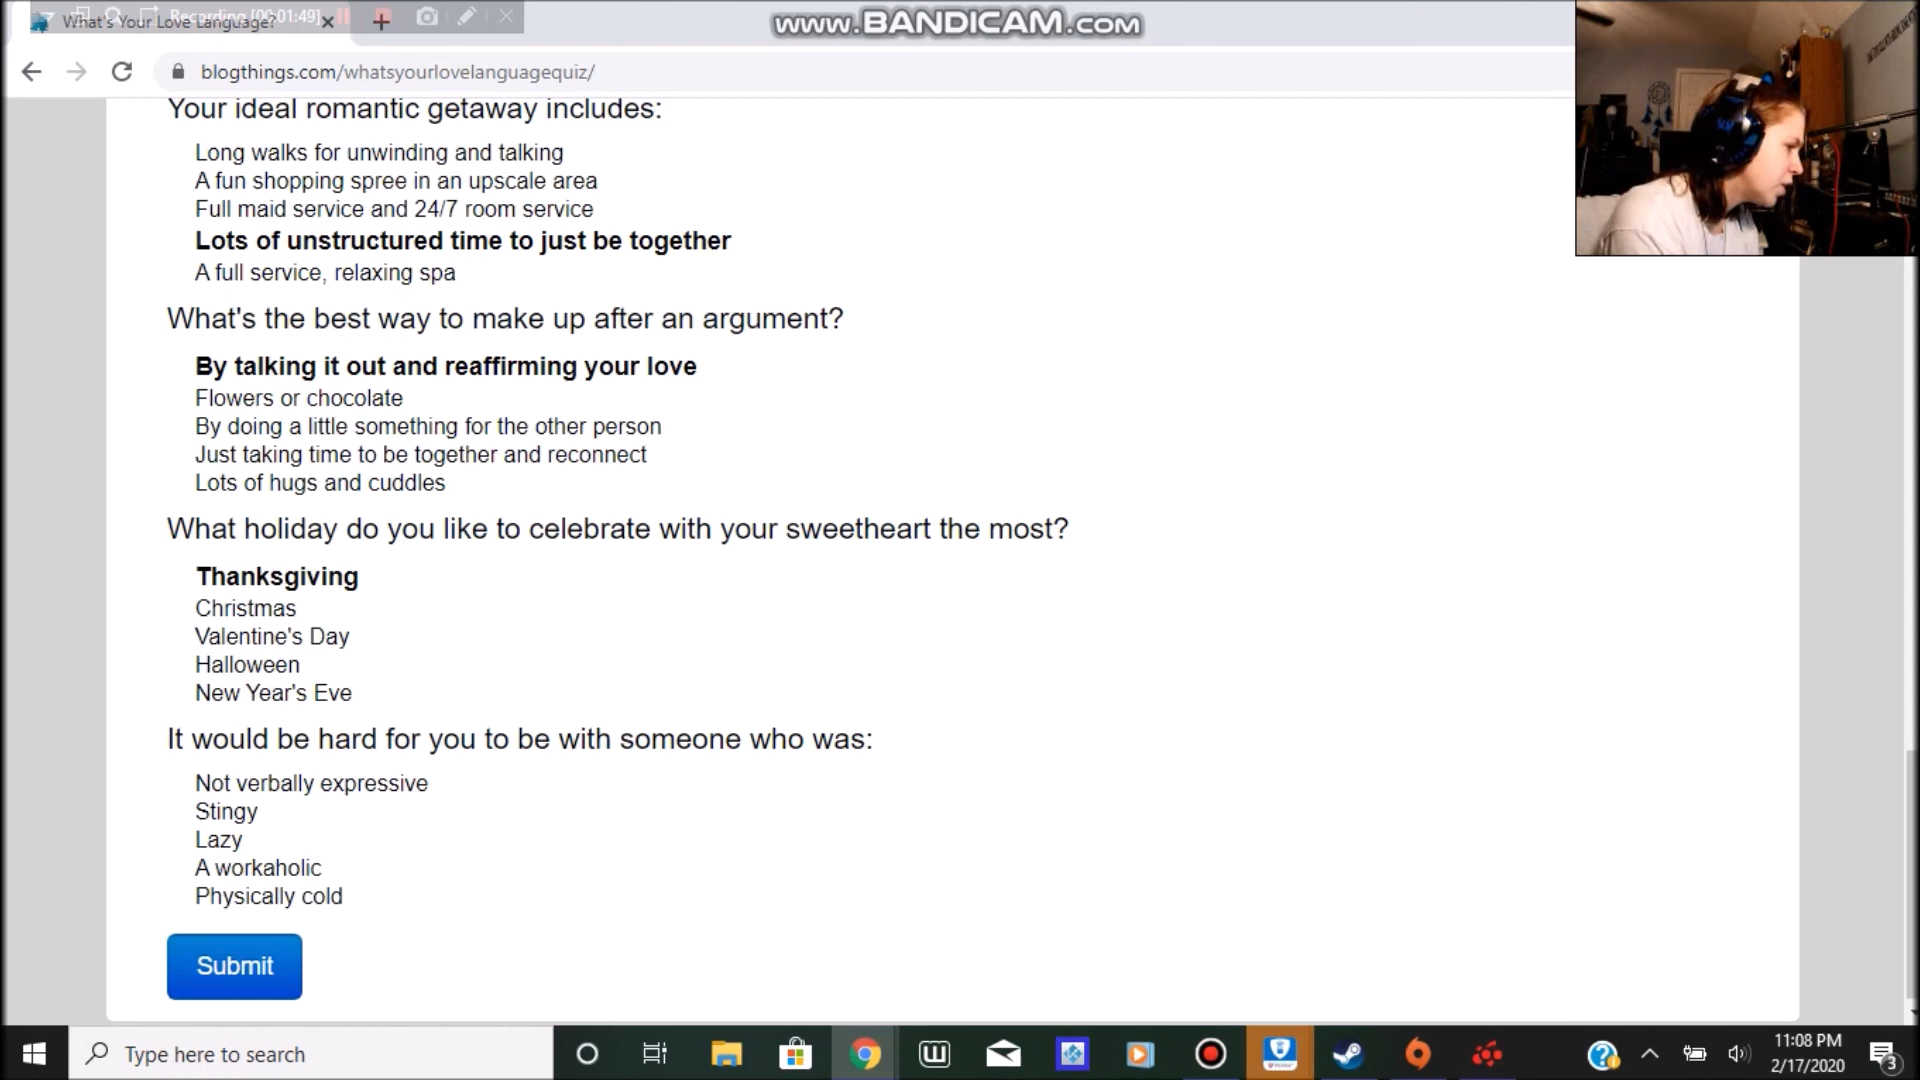 Recording [00:01:49]
What's Your Love Language?
www.BANDICAM.com
blogthings.com/whatsyourlovelanguagequiz/
Your ideal romantic getaway includes:
Long walks for unwinding and talking
A fun shopping spree in an upscale area
Full maid service and 24/7 room service
Lots of unstructured time to just be together
A full service, relaxing spa
What's the best way to make up after an argument?
By talking it out and reaffirming your love
Flowers or chocolate
By doing a little something for the other person
Just taking time to be together and reconnect
Lots of hugs and cuddles
What holiday do you like to celebrate with your sweetheart the most?
Thanksgiving
Christmas
Valentine's Day
Halloween
New Year's Eve
It would be hard for you to be with someone who was:
Not verbally expressive
Stingy
Lazy
A workaholic
Physically cold
Submit
Type here to search
11:08 PM
2/17/2020
3